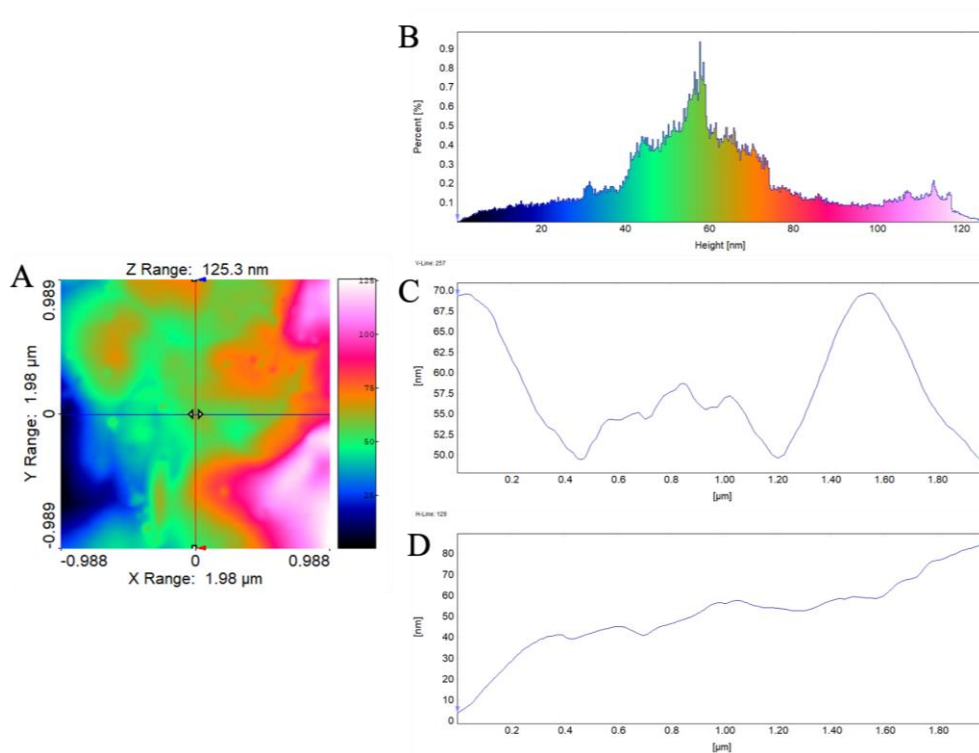 B
0.9
0.8
0.7
0.6
0.5
0.4
0.3
0.2
0.1
Percent [%]
20 40 60 80 100 120
Height [nm]
A
Z Range: 125.3 nm
0.989
0
-0.989
Y Range: 1.98 µm
-0.988 0 0.988
X Range: 1.98 µm
125
100
75
50
25
V-Line: 257
C
70.0
67.5
65.0
62.5
60.0
57.5
55.0
52.5
50.0
[nm]
0.2 0.4 0.6 0.8 1.00 1.20 1.40 1.60 1.80
[µm]
H-Line: 129
D
80
70
60
50
40
30
20
10
0
[nm]
0.2 0.4 0.6 0.8 1.00 1.20 1.40 1.60 1.80
[µm]